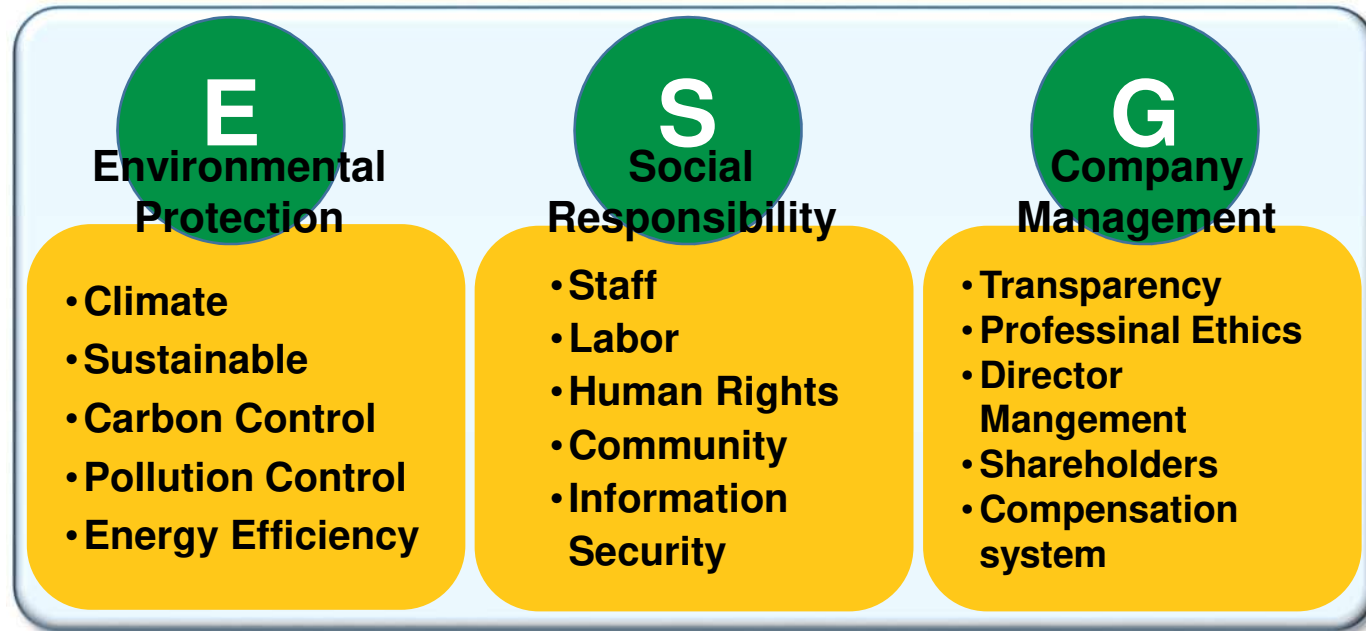 E
Environmental
Protection
• Climate
• Sustainable
• Carbon Control
• Pollution Control
• Energy Efficiency
S
Social
Responsibility
• Staff
• Labor
• Human Rights
• Community
• Information
Security
G
Company
Management
• Transparency
• Professinal Ethics
• Director
Mangement
• Shareholders
• Compensation
system